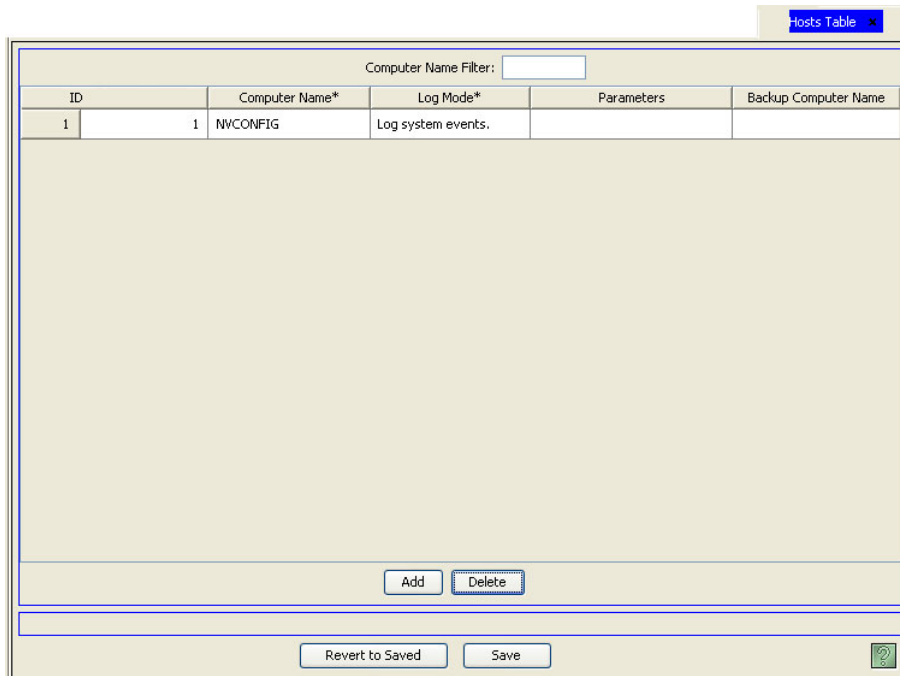 Hosts Table x
Computer Name Filter:
ID Computer Name* Log Mode* Parameters Backup Computer Name
1 1 NVCONFIG Log system events.
Add Delete
Revert to Saved Save ?